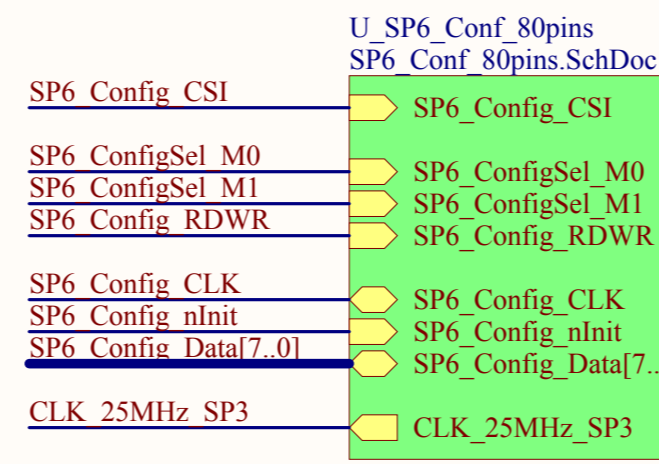 U_SP6_Conf_80pins
SP6_Conf_80pins.SchDoc
SP6_Config_CSI
SP6_Config_CSI
SP6_ConfigSel_M0
SP6_ConfigSel_M0
SP6_ConfigSel_M1
SP6_ConfigSel_M1
SP6_Config_RDWR
SP6_Config_RDWR
SP6_Config_CLK
SP6_Config_CLK
SP6_Config_nInit
SP6_Config_nInit
SP6_Config_Data[7..0]
SP6_Config_Data[7..
CLK_25MHz_SP3
CLK_25MHz_SP3